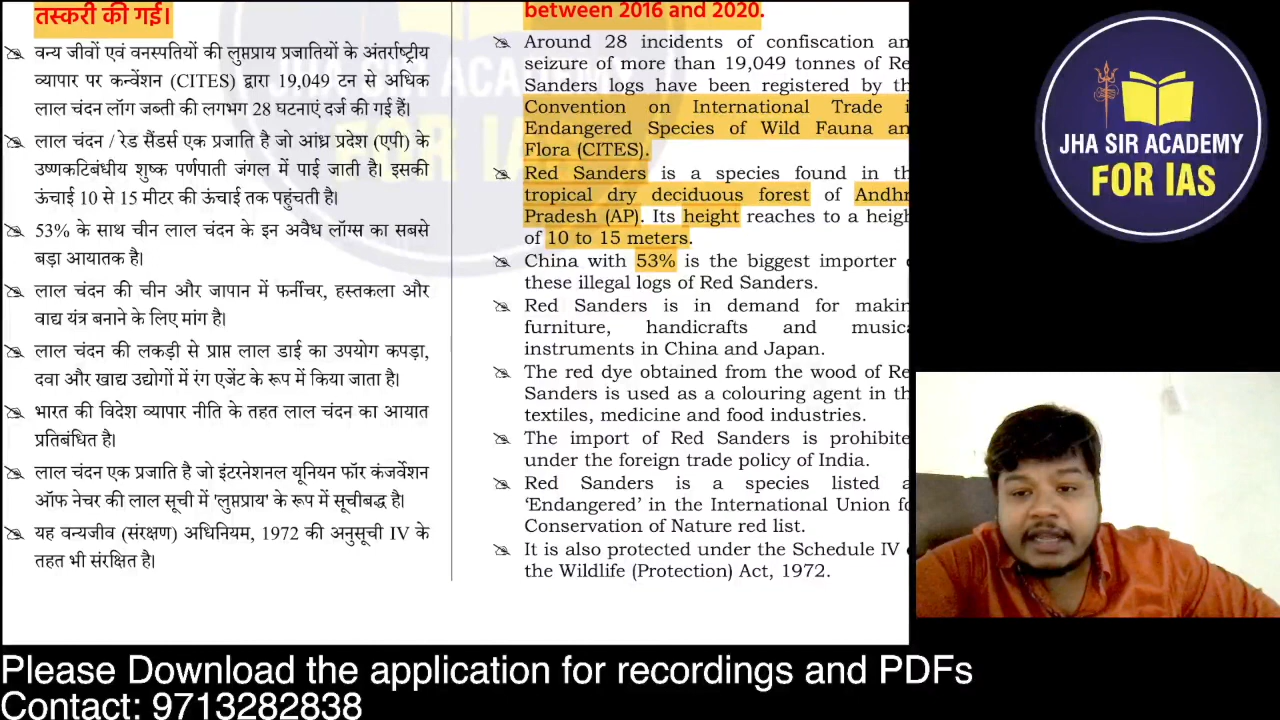 तस्करी की गई।
वन्य जीवों एवं वनस्पतियों की लुप्तप्राय प्रजातियों के अंतर्राष्ट्रीय
व्यापार पर कन्वेंशन (CITES) द्वारा 19,049 टन से अधिक
लाल चंदन लॉग जब्ती की लगभग 28 घटनाएं दर्ज की गई हैं।
लाल चंदन / रेड सैंडर्स एक प्रजाति है जो आंध्र प्रदेश (एपी) के
उष्णकटिबंधीय शुष्क पर्णपाती जंगल में पाई जाती है। इसकी
ऊंचाई 10 से 15 मीटर की ऊंचाई तक पहुंचती है।
53% के साथ चीन लाल चंदन के इन अवैध लॉग्स का सबसे
बड़ा आयातक है।
लाल चंदन की चीन और जापान में फर्नीचर, हस्तकला और
वाद्य यंत्र बनाने के लिए मांग है।
लाल चंदन की लकड़ी से प्राप्त लाल डाई का उपयोग कपड़ा,
दवा और खाद्य उद्योगों में रंग एजेंट के रूप में किया जाता है।
भारत की विदेश व्यापार नीति के तहत लाल चंदन का आयात
प्रतिबंधित है।
लाल चंदन एक प्रजाति है जो इंटरनेशनल यूनियन फॉर कंजर्वेशन
ऑफ नेचर की लाल सूची में 'लुप्तप्राय' के रूप में सूचीबद्ध है।
यह वन्यजीव (संरक्षण) अधिनियम, 1972 की अनुसूची IV के
तहत भी संरक्षित है।
between 2016 and 2020.
Around 28 incidents of confiscation an
seizure of more than 19,049 tonnes of Re
Sanders logs have been registered by th
Convention on International Trade i
Endangered Species of Wild Fauna an
Flora (CITES).
Red Sanders is a species found in th
tropical dry deciduous forest of Andhr
Pradesh (AP). Its height reaches to a heigh
of 10 to 15 meters.
China with 53% is the biggest importer o
these illegal logs of Red Sanders.
Red Sanders is in demand for makin
furniture, handicrafts and musica
instruments in China and Japan.
The red dye obtained from the wood of Re
Sanders is used as a colouring agent in th
textiles, medicine and food industries.
The import of Red Sanders is prohibite
under the foreign trade policy of India.
Red Sanders is a species listed a
'Endangered' in the International Union fo
Conservation of Nature red list.
It is also protected under the Schedule IV o
the Wildlife (Protection) Act, 1972.
JHA SIR ACADEMY
FOR IAS
JHA SIR ACADEMY
FOR IAS
Please Download the application for recordings and PDFs
Contact: 9713282838